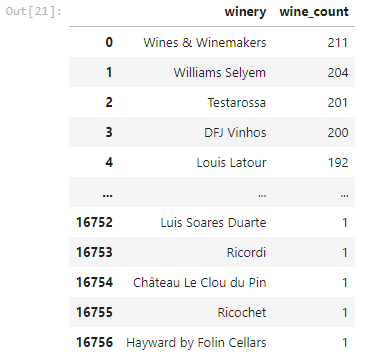 Out[21]:
winery wine_count
0 Wines & Winemakers 211
1 Williams Selyem 204
2 Testarossa 201
3 DFJ Vinhos 200
4 Louis Latour 192
... ... ...
16752 Luis Soares Duarte 1
16753 Ricordi 1
16754 Château Le Clou du Pin 1
16755 Ricochet 1
16756 Hayward by Folin Cellars 1